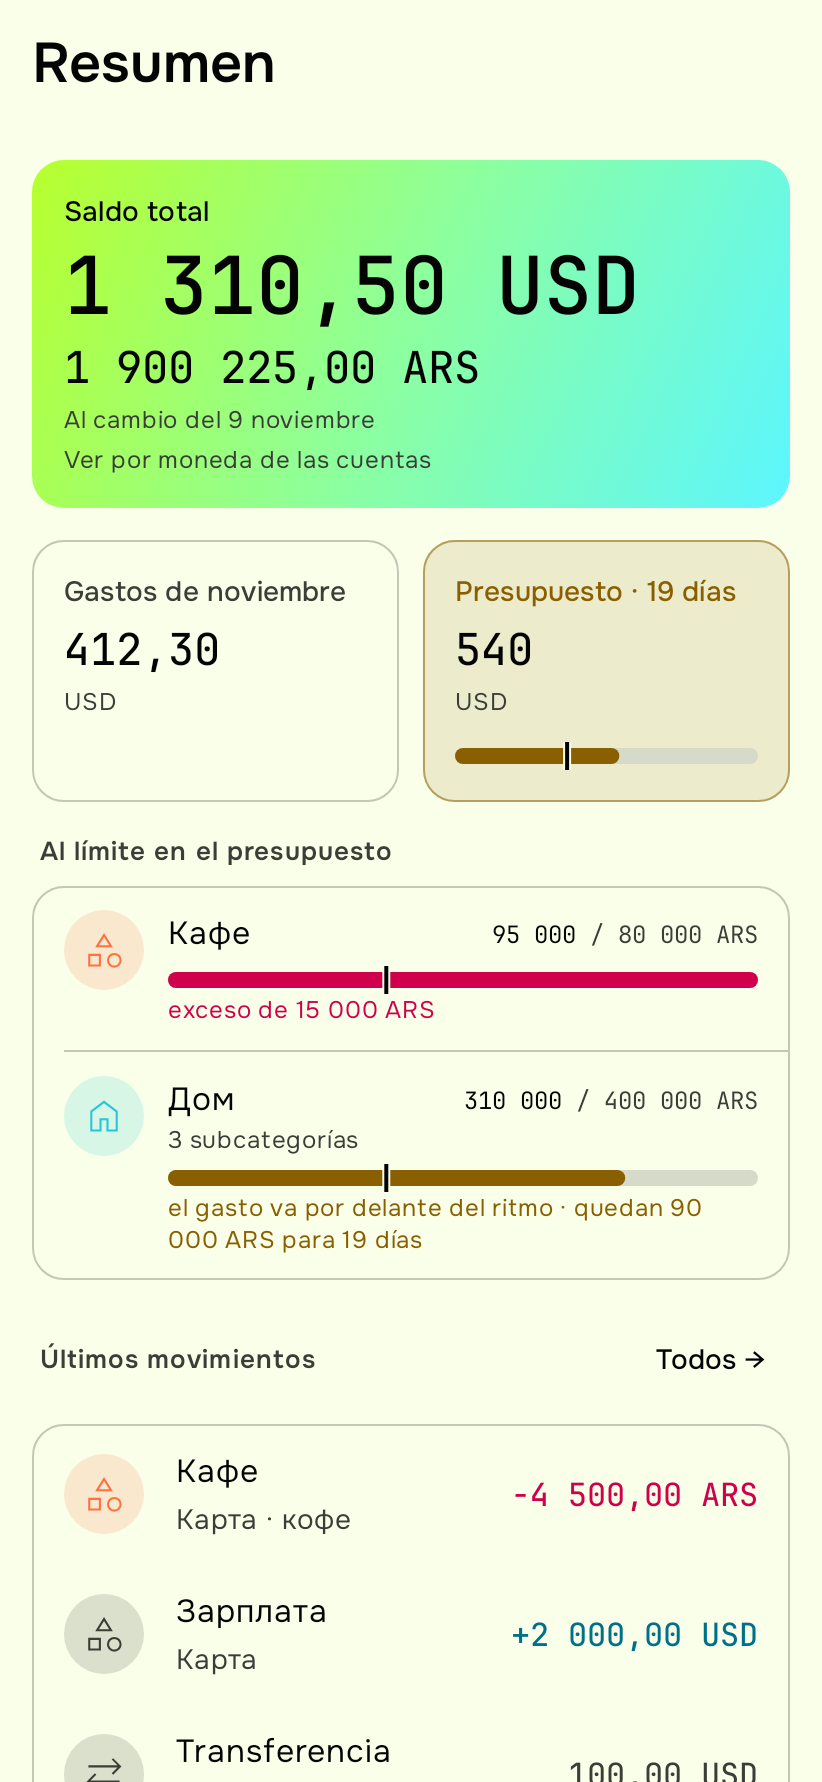 Resumen
Saldo total
1 310,50 USD
1 900 225,00 ARS
Al cambio del 9 noviembre
Ver por moneda de las cuentas
Gastos de noviembre
412,30
USD
Presupuesto · 19 días
540
USD
Al límite en el presupuesto
Кафе
95 000 / 80 000 ARS
exceso de 15 000 ARS
Дом
310 000 / 400 000 ARS
3 subcategorías
el gasto va por delante del ritmo · quedan 90
000 ARS para 19 días
Últimos movimientos
Todos →
Кафе
-4 500,00 ARS
Карта · кофе
Зарплата
+2 000,00 USD
Карта
Transferencia
100,00 USD